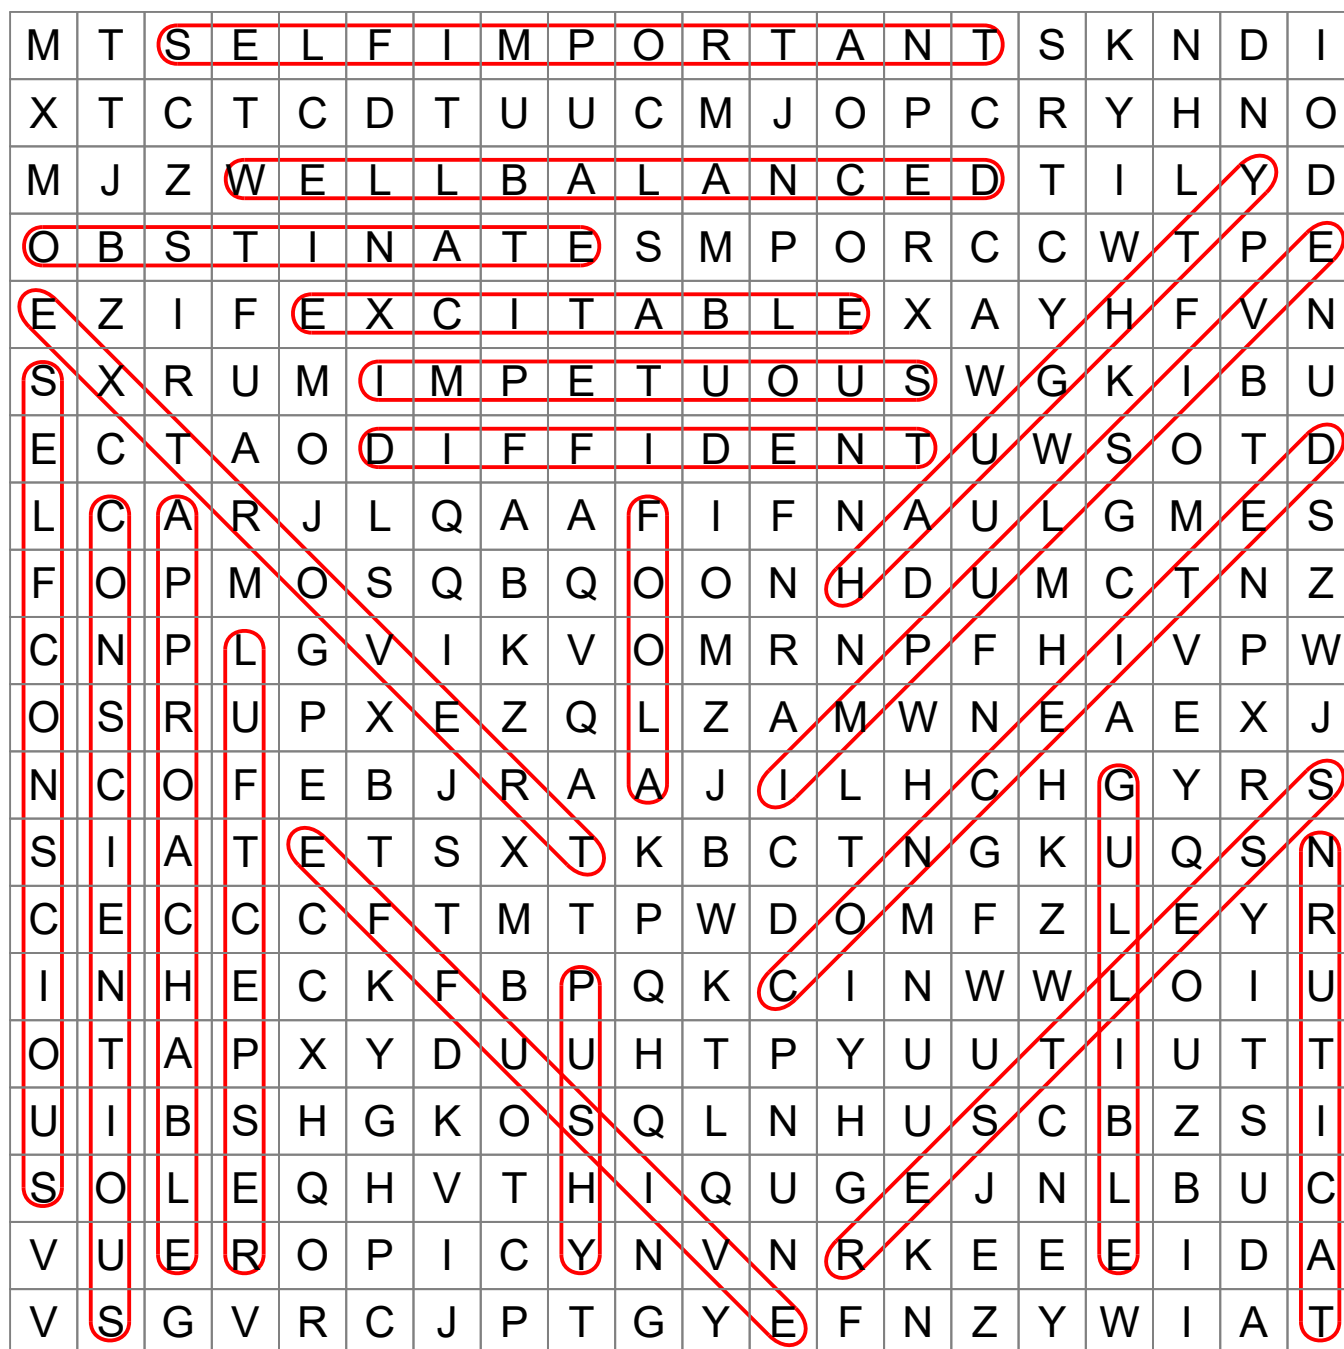 M T S E L F I M P O R T A N T S K N D I
X T C T C D T U U C M J O P C R Y H N O
M J Z W E L L B A L A N C E D T I L Y D
O B S T I N A T E S M P O R C C W T P E
E Z I F E X C I T A B L E X A Y H F V N
S X R U M I M P E T U O U S W G K I B U
E C T A O D I F F I D E N T U W S O T D
L C A R J L Q A A F I F N A U L G M E S
F O P M O S Q B Q O O N H D U M C T N Z
C N P L G V I K V O M R N P F H I V P W
O S R U P X E Z Q L Z A M W N E A E X J
N C O F E B J R A A J I L H C H G Y R S
S I A T E T S X T K B C T N G K U Q S N
C E C C C F T M T P W D O M F Z L E Y R
I N H E C K F B P Q K C I N W W L O I U
O T A P X Y D U U H T P Y U U T I U T T
U I B S H G K O S Q L N H U S C B Z S I
S O L E Q H V T H I Q U G E J N L B U C
V U E R O P I C Y N V N R K E E E I D A
V S G V R C J P T G Y E F N Z Y W I A T